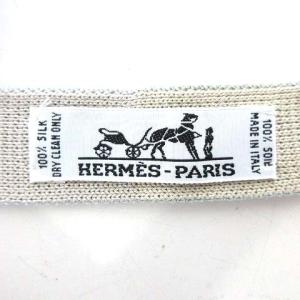 100% SILK
DRY CLEAN ONLY
HERMÈS-PARIS
100% SOIE
MADE IN ITALY